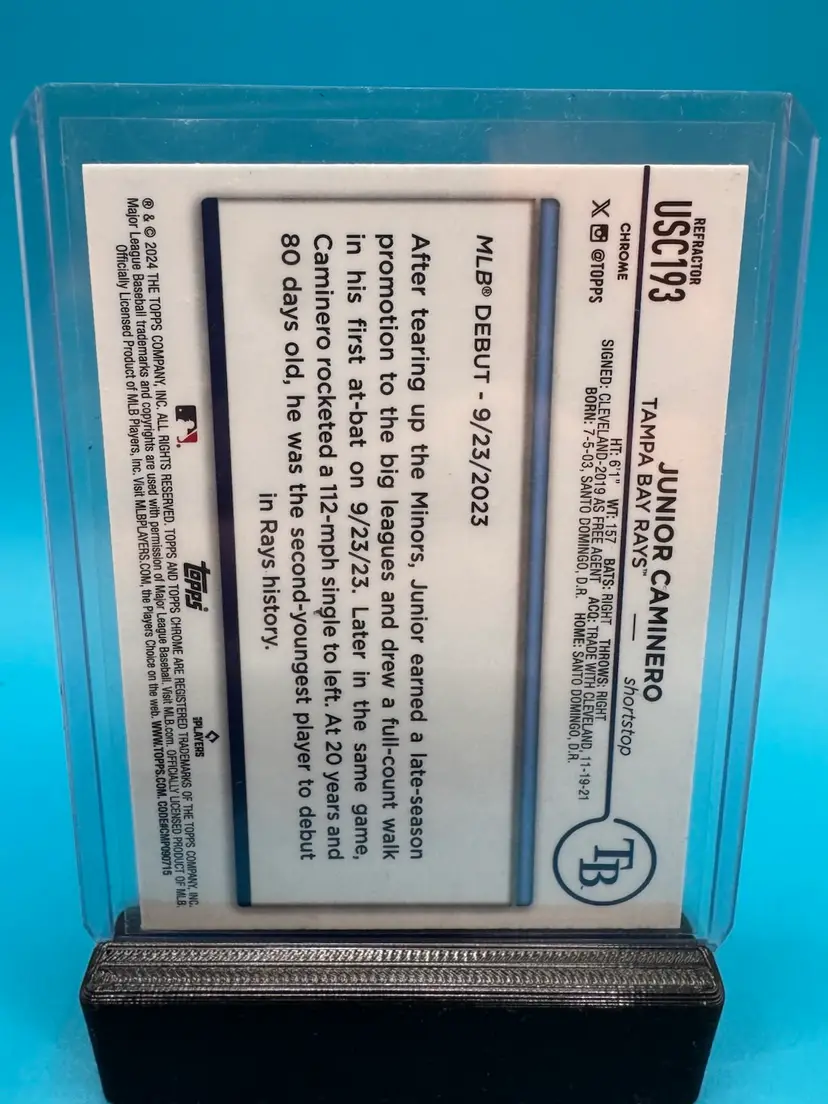 REFRACTOR
USC193
CHROME
@TOPPS
JUNIOR CAMINERO
TAMPA BAY RAYS™ — shortstop
HT: 6'1" WT: 157 BATS: RIGHT THROWS: RIGHT
SIGNED: CLEVELAND-2019 AS FREE AGENT ACQ: TRADE WITH CLEVELAND, 11-19-21
BORN: 7-5-03, SANTO DOMINGO, D.R. HOME: SANTO DOMINGO, D.R.
TB
MLB® DEBUT - 9/23/2023
After tearing up the Minors, Junior earned a late-season
promotion to the big leagues and drew a full-count walk
in his first at-bat on 9/23/23. Later in the same game,
Caminero rocketed a 112-mph single to left. At 20 years and
80 days old, he was the second-youngest player to debut
in Rays history.
topps®
PLAYERS
® & © 2024 THE TOPPS COMPANY, INC. ALL RIGHTS RESERVED. TOPPS AND TOPPS CHROME ARE REGISTERED TRADEMARKS OF THE TOPPS COMPANY, INC.
Major League Baseball trademarks and copyrights are used with permission of Major League Baseball. Visit MLB.com. OFFICIALLY LICENSED PRODUCT OF MLB
Officially Licensed Product of MLB Players, Inc. Visit MLBPLAYERS.COM, the Players Choice on the web. WWW.TOPPS.COM. CODE#CMP090715